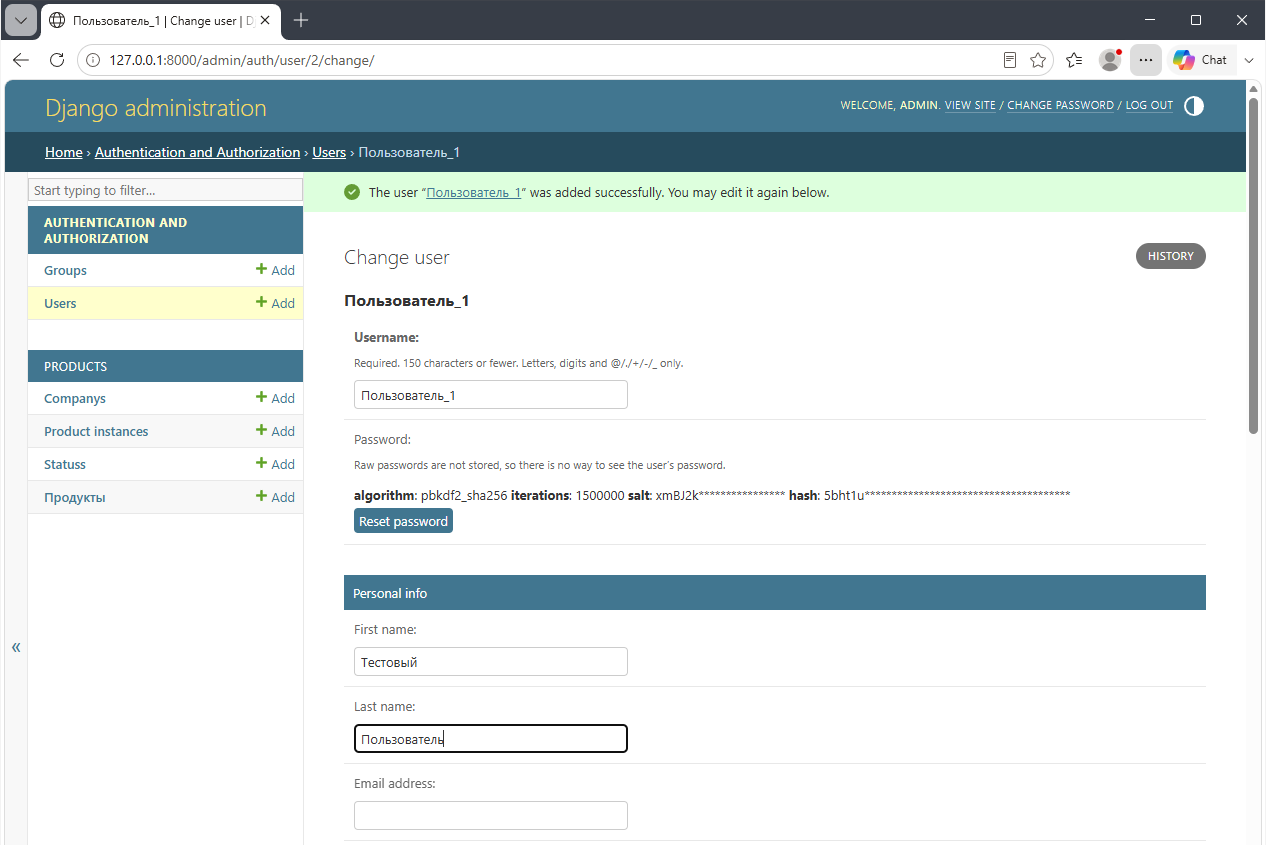 Пользователь_1 | Change user | D
127.0.0.1:8000/admin/auth/user/2/change/
Chat
Django administration
WELCOME, ADMIN. VIEW SITE / CHANGE PASSWORD / LOG OUT
Home › Authentication and Authorization › Users › Пользователь_1
Start typing to filter...
AUTHENTICATION AND
AUTHORIZATION
Groups
+ Add
Users
+ Add
PRODUCTS
Companys
+ Add
Product instances
+ Add
Statuss
+ Add
Продукты
+ Add
«
The user “Пользователь_1” was added successfully. You may edit it again below.
Change user
HISTORY
Пользователь_1
Username:
Required. 150 characters or fewer. Letters, digits and @/./+/-/_ only.
Пользователь_1
Password:
Raw passwords are not stored, so there is no way to see the user’s password.
algorithm: pbkdf2_sha256 iterations: 1500000 salt: xmBJ2k**************** hash: 5bht1u**************************************
Reset password
Personal info
First name:
Тестовый
Last name:
Пользователь
Email address: